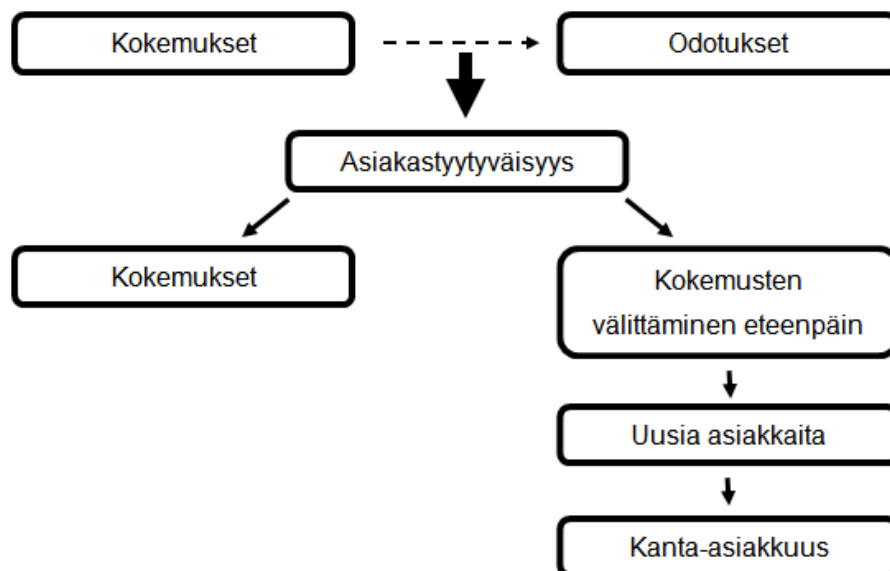 Kokemukset
Odotukset
Asiakastyytyväisyys
Kokemukset
Kokemusten
välittäminen eteenpäin
Uusia asiakkaita
Kanta-asiakkuus